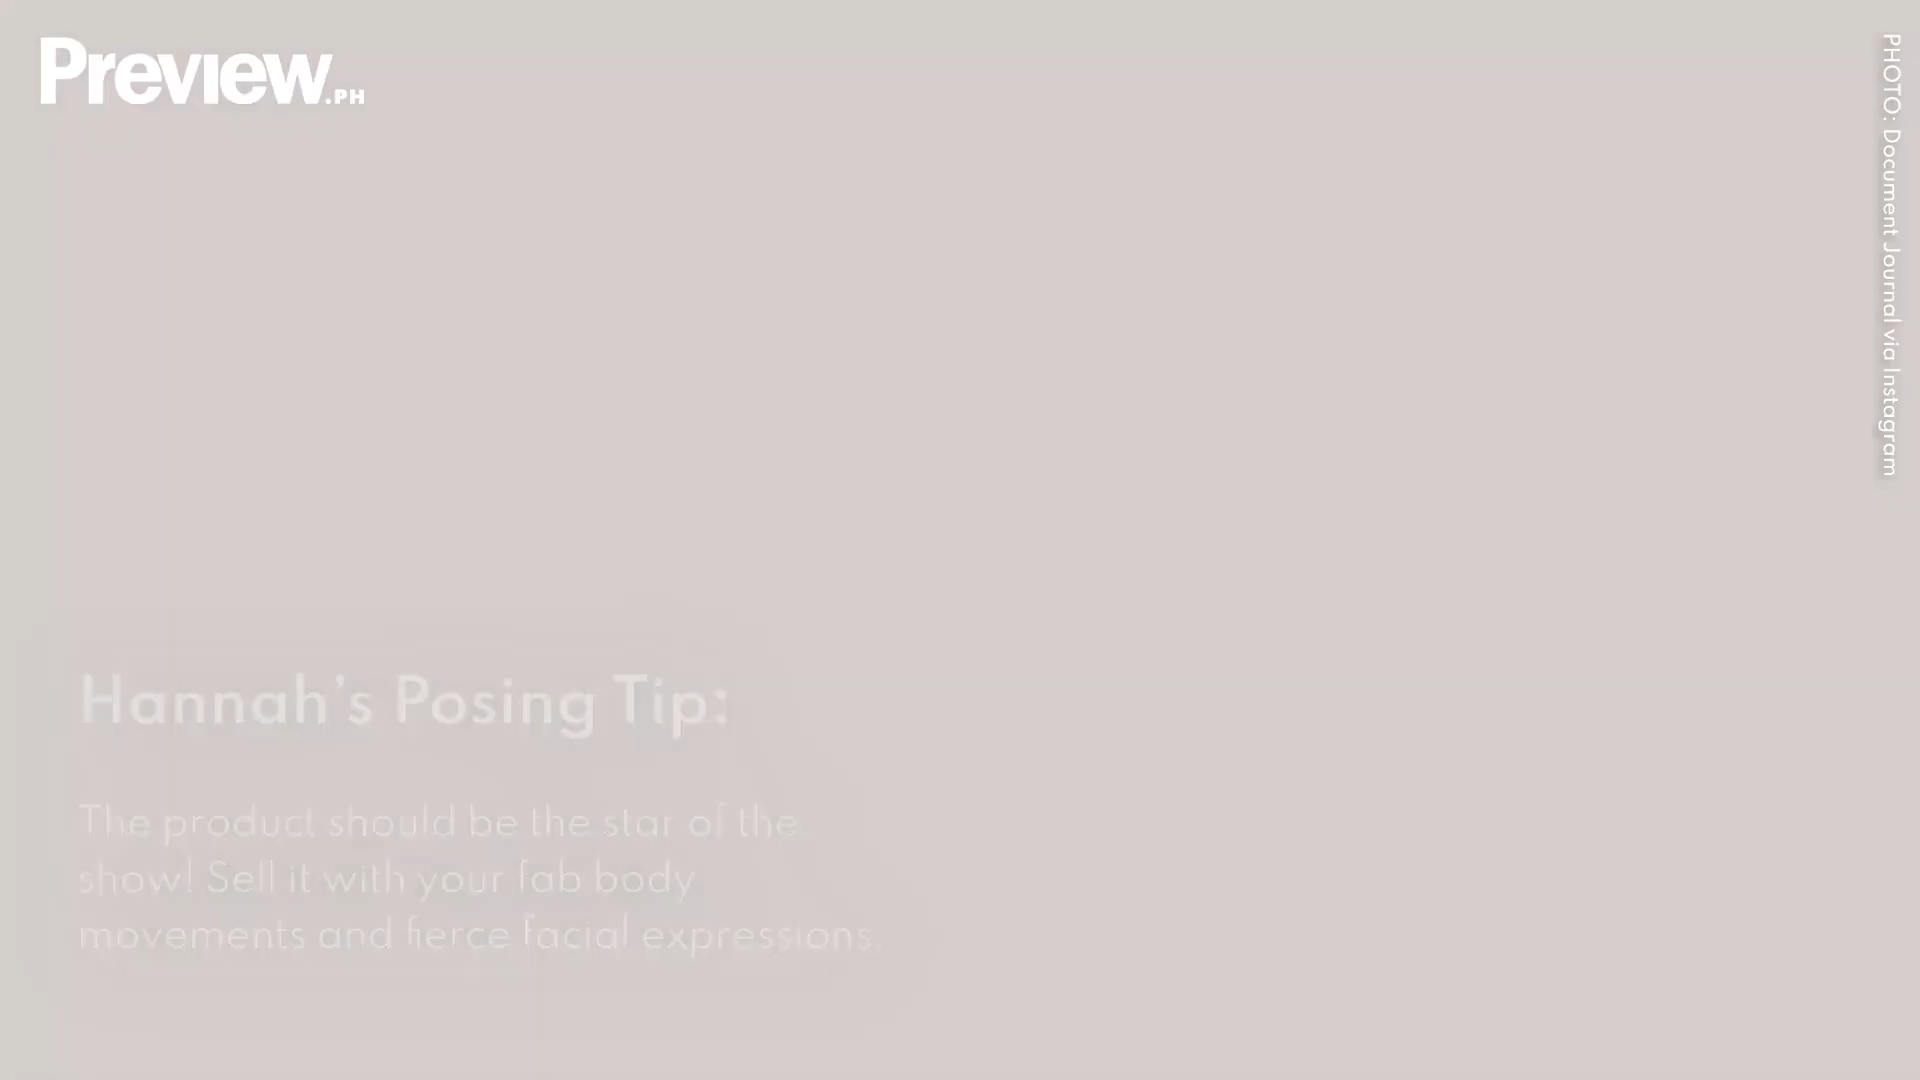 Preview.PH
PHOTO: Document Journal via Instagram
Hannah's Posing Tip:
The product should be the star of the
show! Sell it with your fab body
movements and fierce facial expressions.